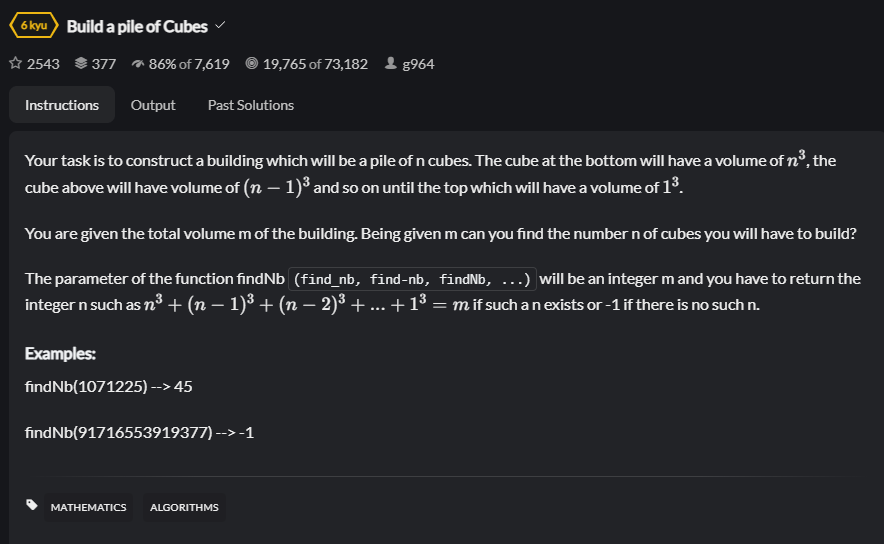 6 kyu Build a pile of Cubes
2543 377 86% of 7,619 19,765 of 73,182 g964
Instructions Output Past Solutions
Your task is to construct a building which will be a pile of n cubes. The cube at the bottom will have a volume of n³, the
cube above will have volume of (n − 1)³ and so on until the top which will have a volume of 1³.
You are given the total volume m of the building. Being given m can you find the number n of cubes you will have to build?
The parameter of the function findNb (find_nb, find-nb, findNb, ...) will be an integer m and you have to return the
integer n such as n³ + (n − 1)³ + (n − 2)³ + ... + 1³ = m if such a n exists or -1 if there is no such n.
Examples:
findNb(1071225) --> 45
findNb(91716553919377) --> -1
MATHEMATICS ALGORITHMS